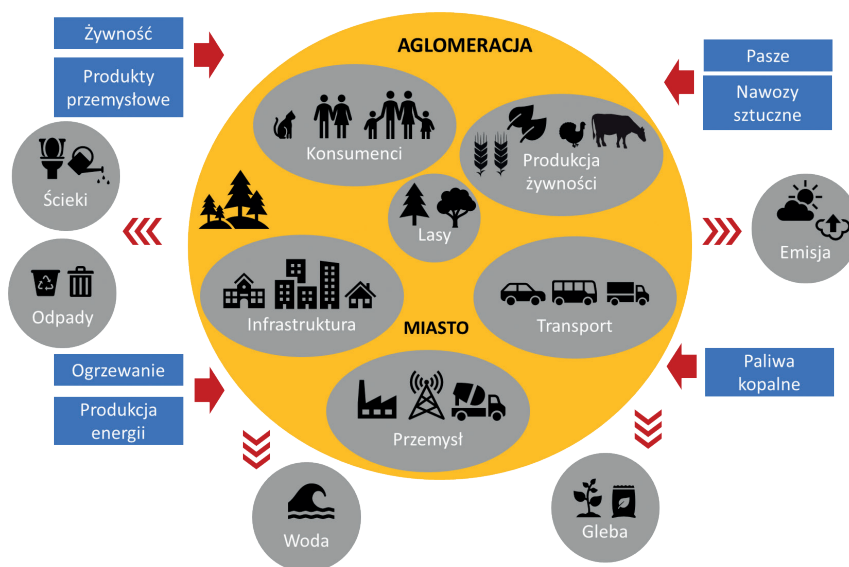 Żywność
Produkty
przemysłowe
AGLOMERACJA
Pasze
Nawozy
sztuczne
Konsumenci
Produkcja
żywności
Ścieki
Lasy
Emisja
Odpady
Infrastruktura
MIASTO
Transport
Ogrzewanie
Produkcja
energii
Paliwa
kopalne
Przemysł
Woda
Gleba